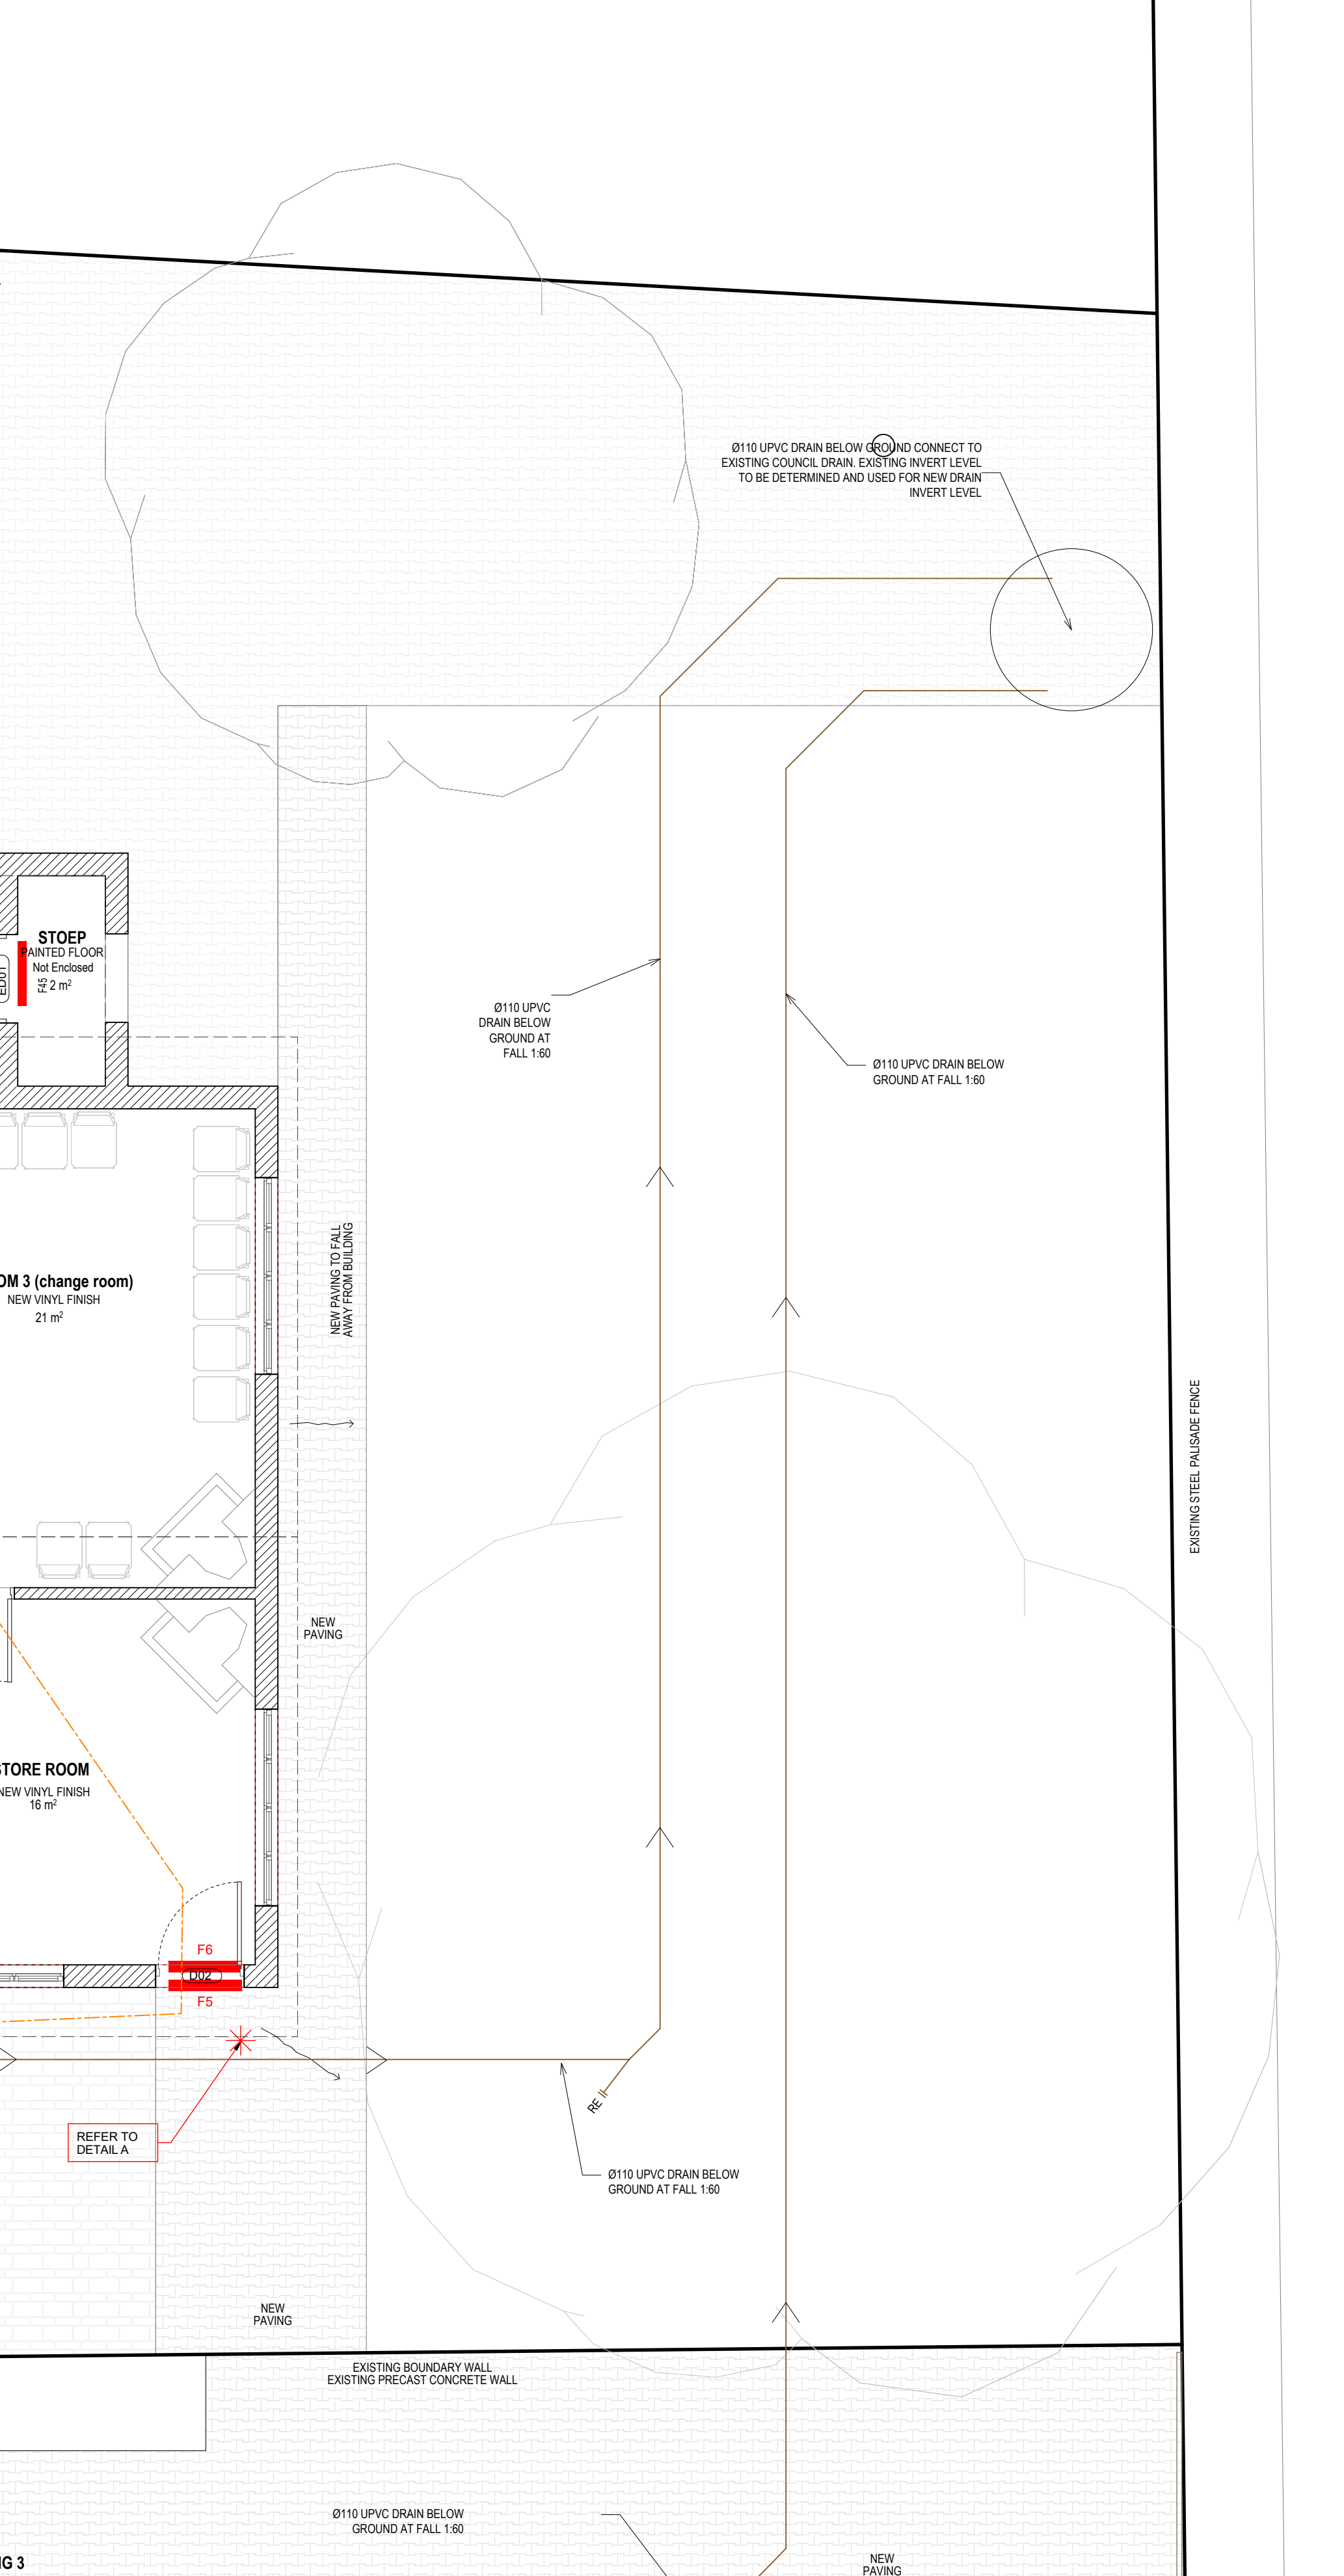 Ø110 UPVC DRAIN BELOW GROUND CONNECT TO
EXISTING COUNCIL DRAIN. EXISTING INVERT LEVEL
TO BE DETERMINED AND USED FOR NEW DRAIN
INVERT LEVEL
STOEP
PAINTED FLOOR
Not Enclosed
F45
2 m²
ED01
Ø110 UPVC
DRAIN BELOW
GROUND AT
FALL 1:60
Ø110 UPVC DRAIN BELOW
GROUND AT FALL 1:60
NEW PAVING TO FALL
AWAY FROM BUILDING
OM 3 (change room)
NEW VINYL FINISH
21 m²
EXISTING STEEL PALISADE FENCE
NEW
PAVING
STORE ROOM
NEW VINYL FINISH
16 m²
F6
D02
F5
RE
REFER TO
DETAIL A
Ø110 UPVC DRAIN BELOW
GROUND AT FALL 1:60
NEW
PAVING
EXISTING BOUNDARY WALL
EXISTING PRECAST CONCRETE WALL
Ø110 UPVC DRAIN BELOW
GROUND AT FALL 1:60
NEW
PAVING
G 3